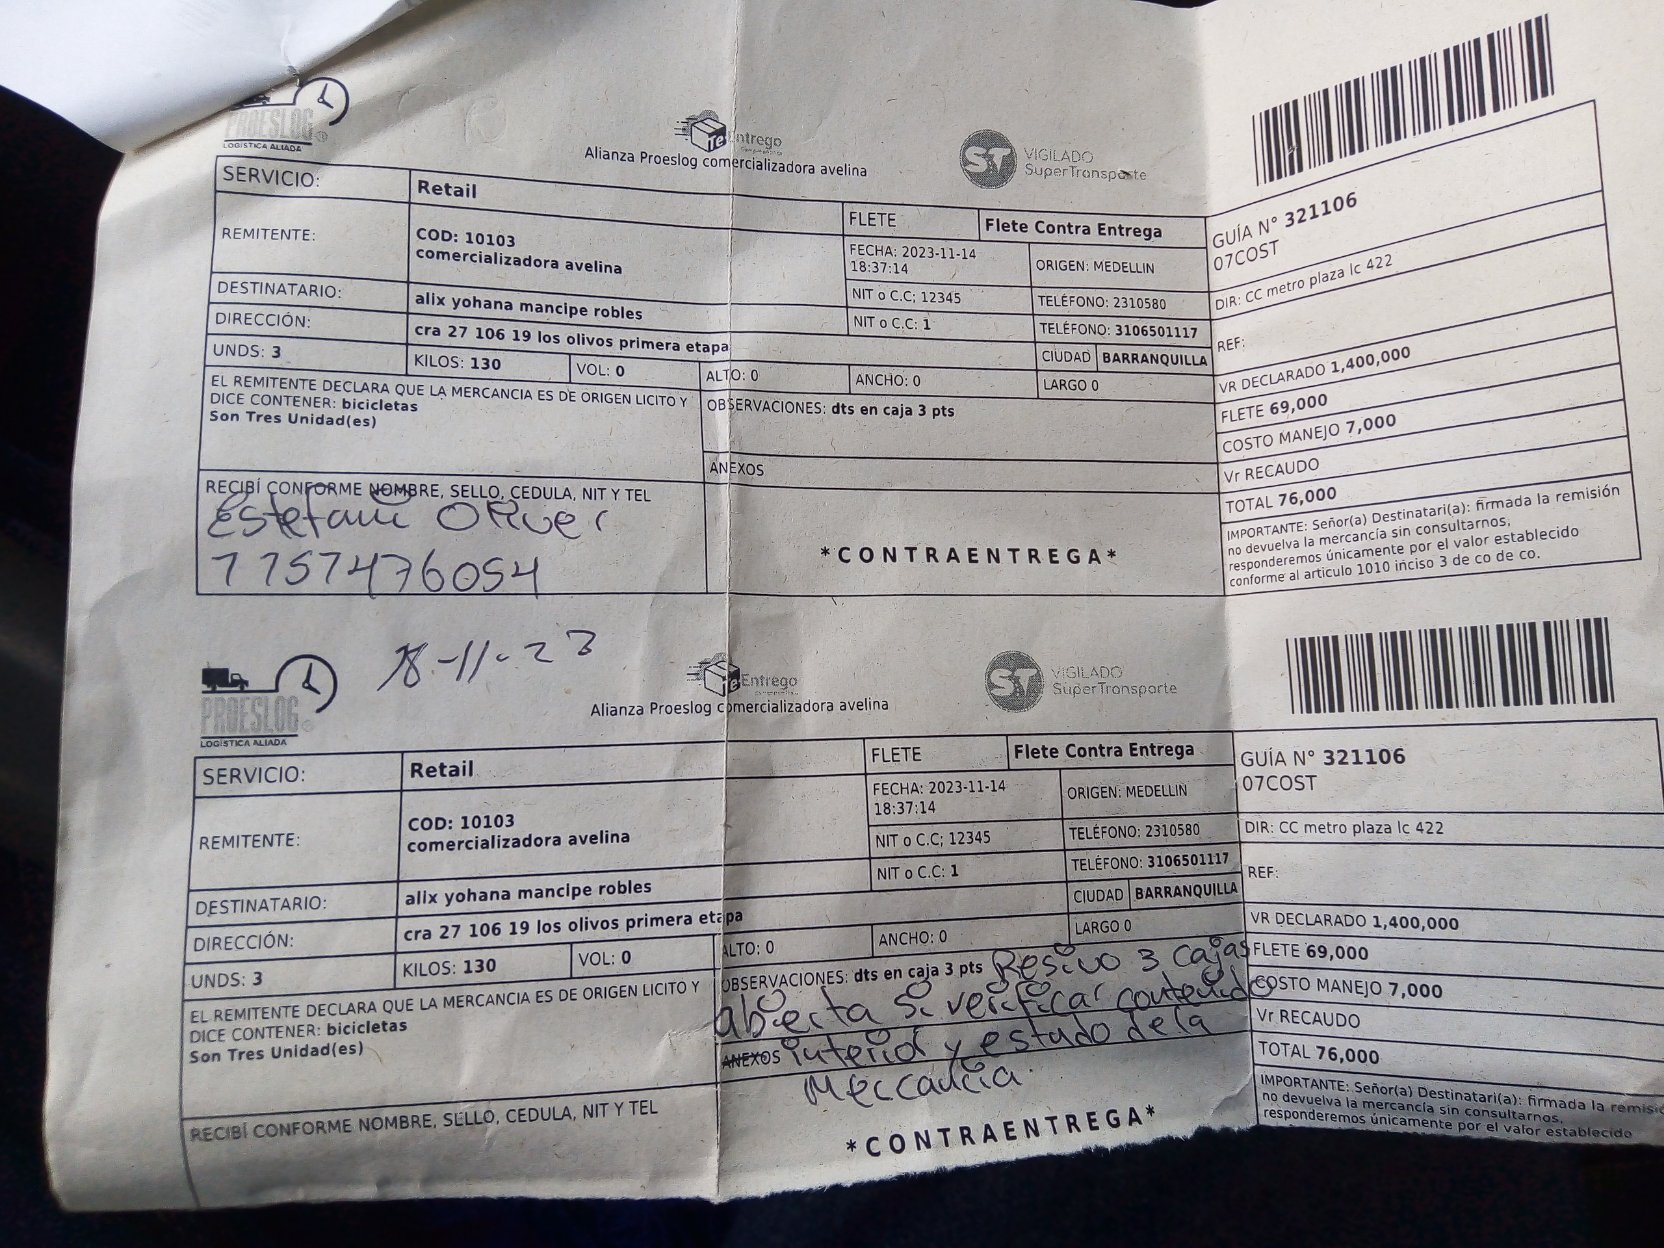 PROESLOG
LOGÍSTICA ALIADA
TeEntrego
Alianza Proeslog comercializadora avelina
ST VIGILADO
SuperTransporte
SERVICIO: Retail
FLETE Flete Contra Entrega
REMITENTE: COD: 10103
comercializadora avelina
FECHA: 2023-11-14
18:37:14
ORIGEN: MEDELLIN
NIT o C.C; 12345 TELÉFONO: 2310580
DESTINATARIO: alix yohana mancipe robles
NIT o C.C: 1 TELÉFONO: 3106501117
DIRECCIÓN: cra 27 106 19 los olivos primera etapa
CIUDAD BARRANQUILLA
UNDS: 3 KILOS: 130 VOL: 0 ALTO: 0 ANCHO: 0 LARGO 0
EL REMITENTE DECLARA QUE LA MERCANCIA ES DE ORIGEN LICITO Y
DICE CONTENER: bicicletas
Son Tres Unidad(es)
OBSERVACIONES: dts en caja 3 pts
ANEXOS
RECIBÍ CONFORME NOMBRE, SELLO, CEDULA, NIT Y TEL
Estefani Oliver
*CONTRAENTREGA*
GUÍA N° 321106
07COST
DIR: CC metro plaza lc 422
REF:
VR DECLARADO 1,400,000
FLETE 69,000
COSTO MANEJO 7,000
Vr RECAUDO
TOTAL 76,000
IMPORTANTE: Señor(a) Destinatari(a): firmada la remisión
no devuelva la mercancía sin consultarnos,
responderemos únicamente por el valor establecido
conforme al articulo 1010 inciso 3 de co de co.
18-11-23
PROESLOG
LOGÍSTICA ALIADA
TeEntrego
Alianza Proeslog comercializadora avelina
ST VIGILADO
SuperTransporte
SERVICIO: Retail
FLETE Flete Contra Entrega
REMITENTE: COD: 10103
comercializadora avelina
FECHA: 2023-11-14
18:37:14
ORIGEN: MEDELLIN
NIT o C.C; 12345 TELÉFONO: 2310580
DESTINATARIO: alix yohana mancipe robles
NIT o C.C: 1 TELÉFONO: 3106501117
DIRECCIÓN: cra 27 106 19 los olivos primera etapa
CIUDAD BARRANQUILLA
UNDS: 3 KILOS: 130 VOL: 0 ALTO: 0 ANCHO: 0 LARGO 0
EL REMITENTE DECLARA QUE LA MERCANCIA ES DE ORIGEN LICITO Y
DICE CONTENER: bicicletas
Son Tres Unidad(es)
OBSERVACIONES: dts en caja 3 pts Resivo 3 cajas
abierta si verificar contenido
ANEXOS interior y estado de la
Mercancia.
RECIBÍ CONFORME NOMBRE, SELLO, CEDULA, NIT Y TEL
*CONTRAENTREGA*
GUÍA N° 321106
07COST
DIR: CC metro plaza lc 422
REF:
VR DECLARADO 1,400,000
FLETE 69,000
COSTO MANEJO 7,000
Vr RECAUDO
TOTAL 76,000
IMPORTANTE: Señor(a) Destinatari(a): firmada la
no devuelva la mercancía sin consultarnos,
responderemos únicamente por el valor establecido